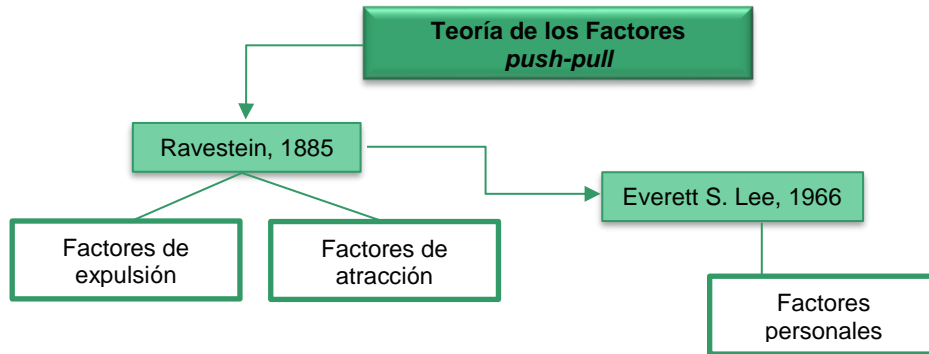 Teoría de los Factores
push-pull
Ravestein, 1885
Everett S. Lee, 1966
Factores de
expulsión
Factores de
atracción
Factores
personales